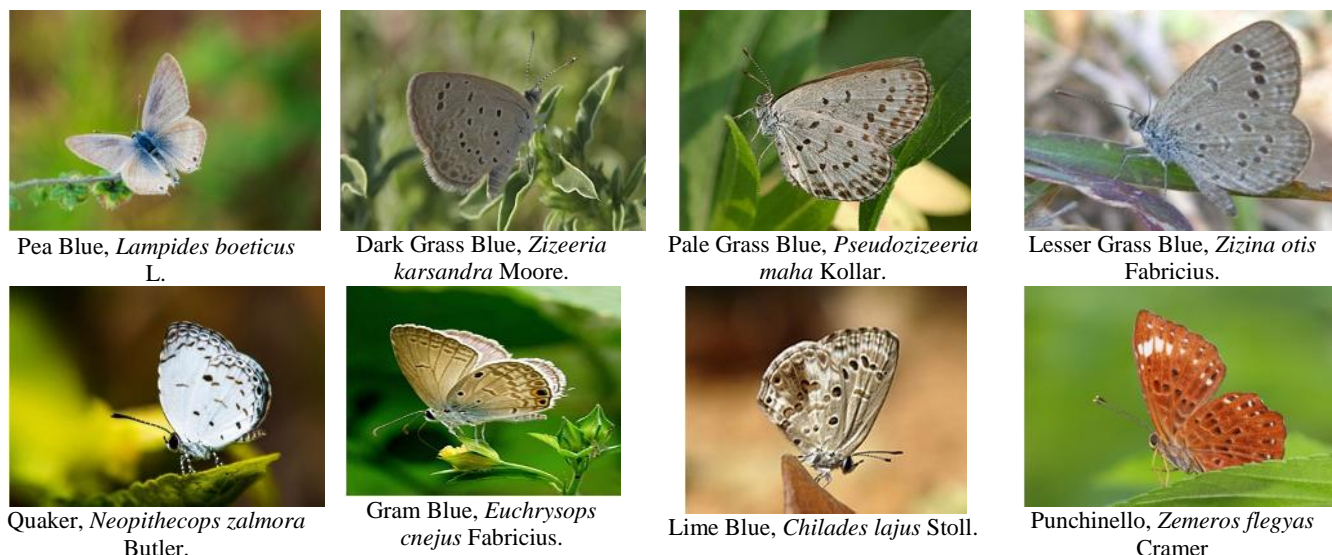 Pea Blue, Lampides boeticus
L.
Dark Grass Blue, Zizeeria
karsandra Moore.
Pale Grass Blue, Pseudozizeeria
maha Kollar.
Lesser Grass Blue, Zizina otis
Fabricius.
Quaker, Neopithecops zalmora
Butler.
Gram Blue, Euchrysops
cnejus Fabricius.
Lime Blue, Chilades lajus Stoll.
Punchinello, Zemeros flegyas
Cramer